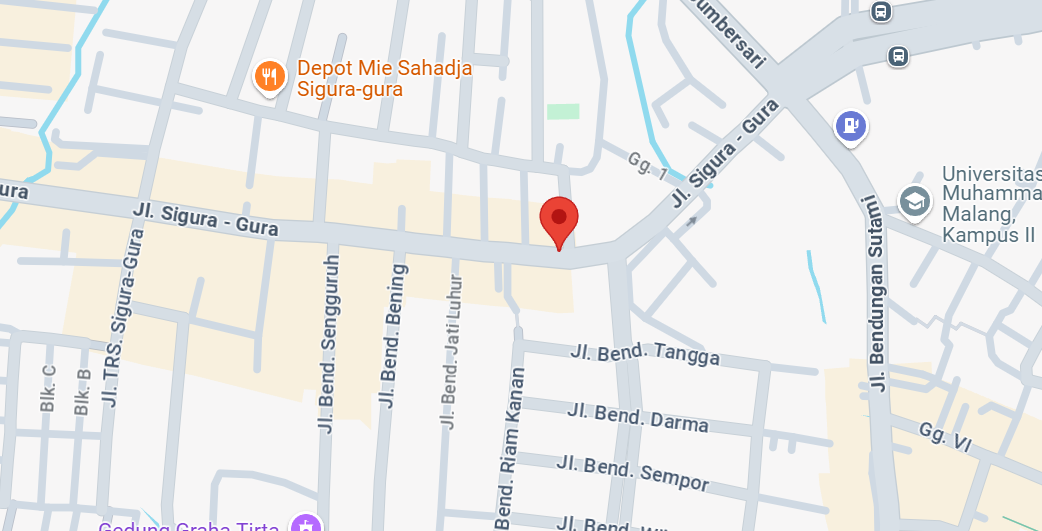 Sumbersari
Depot Mie Sahadja
Sigura-gura
Gg. 1
Jl. Sigura - Gura
Universitas
Muhamma
Malang,
Kampus II
ura
Jl. Sigura - Gura
Jl. TRS. Sigura-Gura
Jl. Bend. Sengguruh
Jl. Bend. Bening
Jl. Bend. Jati Luhur
Jl. Bendungan Sutami
Jl. Bend. Tangga
Blk. C
Blk. B
Bend. Riam Kanan
Jl. Bend. Darma
Gg. VI
Jl. Bend. Sempor
Gedung Graha Tirta
Jl. Bend.